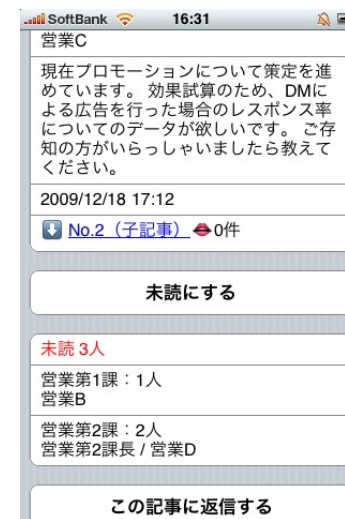 SoftBank 16:31
営業C
現在プロモーションについて策定を進
めています。 効果試算のため、DMに
よる広告を行った場合のレスポンス率
についてのデータが欲しいです。 ご存
知の方がいらっしゃいましたら教えて
ください。
2009/12/18 17:12
No.2（子記事） 0件
未読にする
未読 3人
営業第1課：1人
営業B
営業第2課：2人
営業第2課長 / 営業D
この記事に返信する